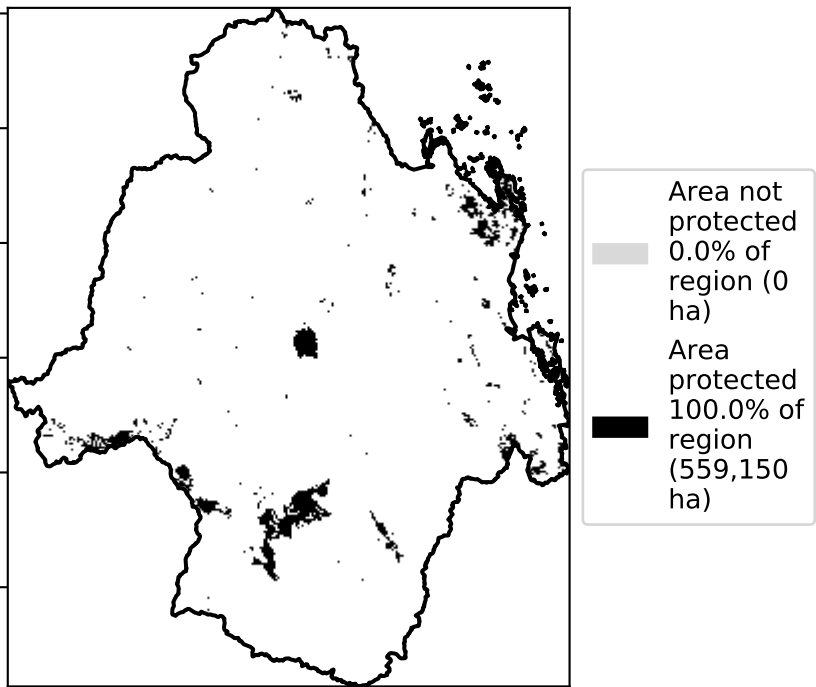 Area not
protected
0.0% of
region (0
ha)
Area
protected
100.0% of
region
(559,150
ha)